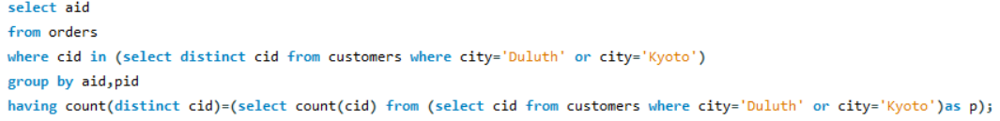 select aid
from orders
where cid in (select distinct cid from customers where city='Duluth' or city='Kyoto')
group by aid,pid
having count(distinct cid)=(select count(cid) from (select cid from customers where city='Duluth' or city='Kyoto')as p);